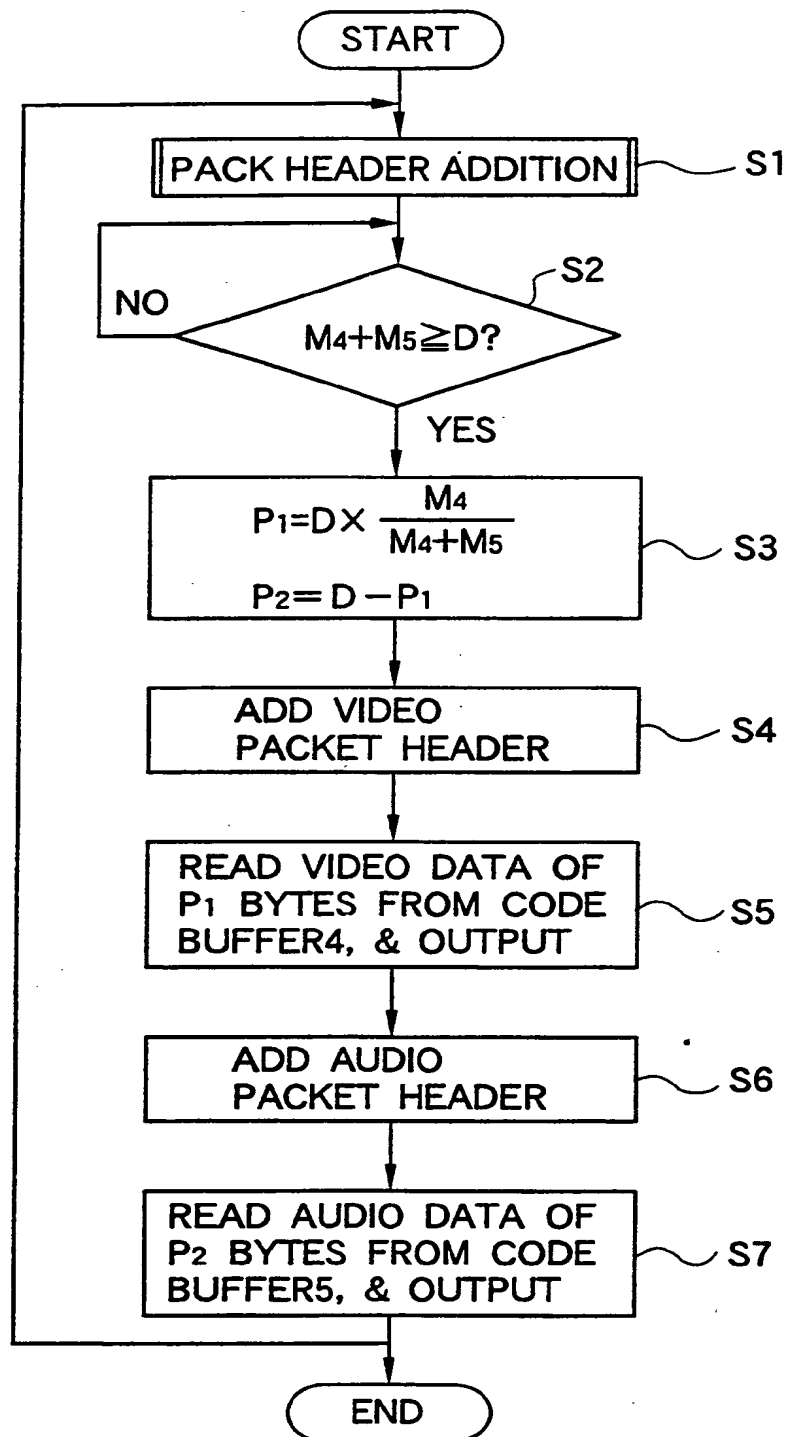 START
PACK HEADER ADDITION
S1
S2
NO
M4+M5≧D?
YES
P1=D× M4
M4+M5
P2=D-P1
S3
ADD VIDEO
PACKET HEADER
S4
READ VIDEO DATA OF
P1 BYTES FROM CODE
BUFFER4, & OUTPUT
S5
ADD AUDIO
PACKET HEADER
S6
READ AUDIO DATA OF
P2 BYTES FROM CODE
BUFFER5, & OUTPUT
S7
END